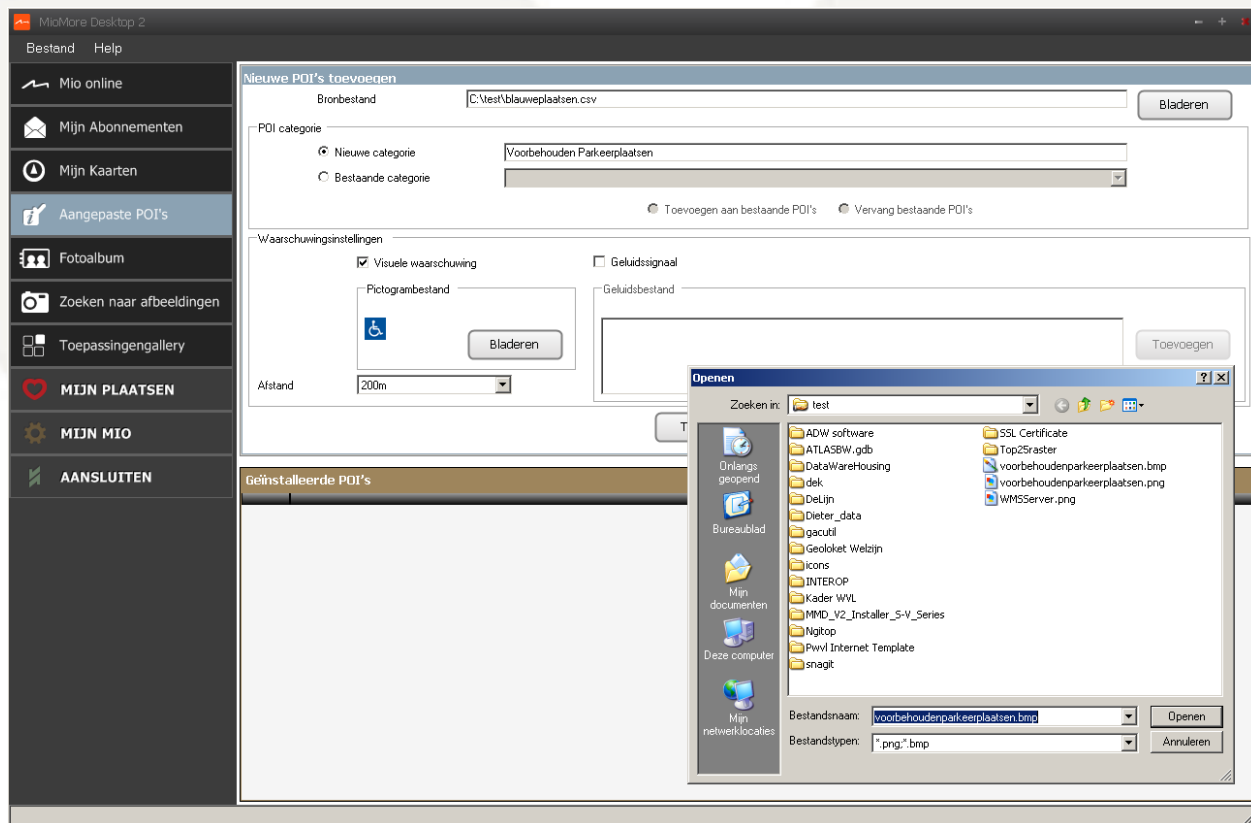 MioMore Desktop 2
Bestand Help
Mio online
Mijn Abonnementen
Mijn Kaarten
Aangepaste POI's
Fotoalbum
Zoeken naar afbeeldingen
Toepassingengallery
MIJN PLAATSEN
MIJN MIO
AANSLUITEN
Nieuwe POI's toevoegen
Bronbestand C:\test\blauweplaatsen.csv Bladeren
POI categorie
Nieuwe categorie Voorbehouden Parkeerplaatsen
Bestaande categorie
Toevoegen aan bestaande POI's Vervang bestaande POI's
Waarschuwingsinstellingen
Visuele waarschuwing Geluidssignaal
Pictogrambestand Geluidsbestand
Bladeren Toevoegen
Afstand 200m
T
Geïnstalleerde POI's
Openen
Zoeken in: test
Onlangs geopend
Bureaublad
Mijn documenten
Deze computer
Mijn netwerklocaties
ADW software
ATLASBW.gdb
DataWareHousing
dek
DeLijn
Dieter_data
gacutil
Geoloket Welzijn
icons
INTEROP
Kader WVL
MMD_V2_Installer_S-V_Series
Ngitop
Pwvl Internet Template
snagit
SSL Certificate
Top25raster
voorbehoudenparkeerplaatsen.bmp
voorbehoudenparkeerplaatsen.png
WMSServer.png
Bestandsnaam: voorbehoudenparkeerplaatsen.bmp Openen
Bestandstypen: *.png;*.bmp Annuleren